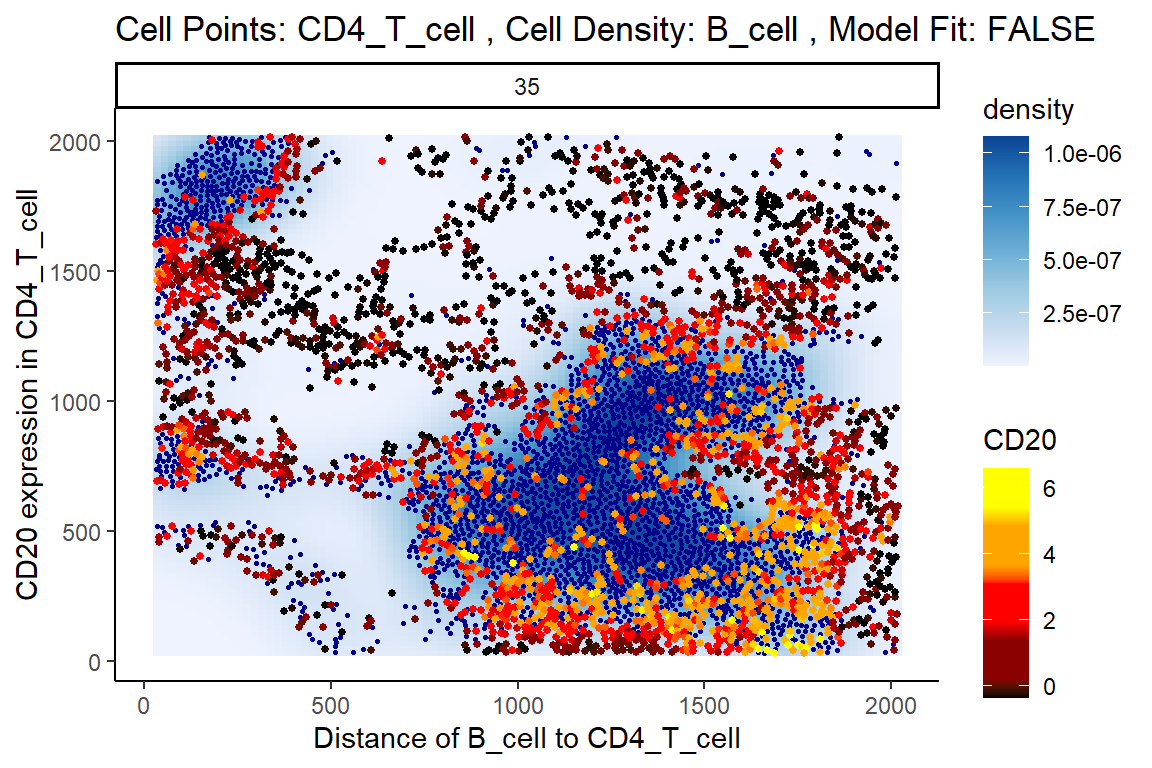 Cell Points: CD4_T_cell , Cell Density: B_cell , Model Fit: FALSE
35
density
1.0e-06
7.5e-07
5.0e-07
2.5e-07
CD20
6
4
2
0
CD20 expression in CD4_T_cell
2000
1500
1000
500
0
0 500 1000 1500 2000
Distance of B_cell to CD4_T_cell